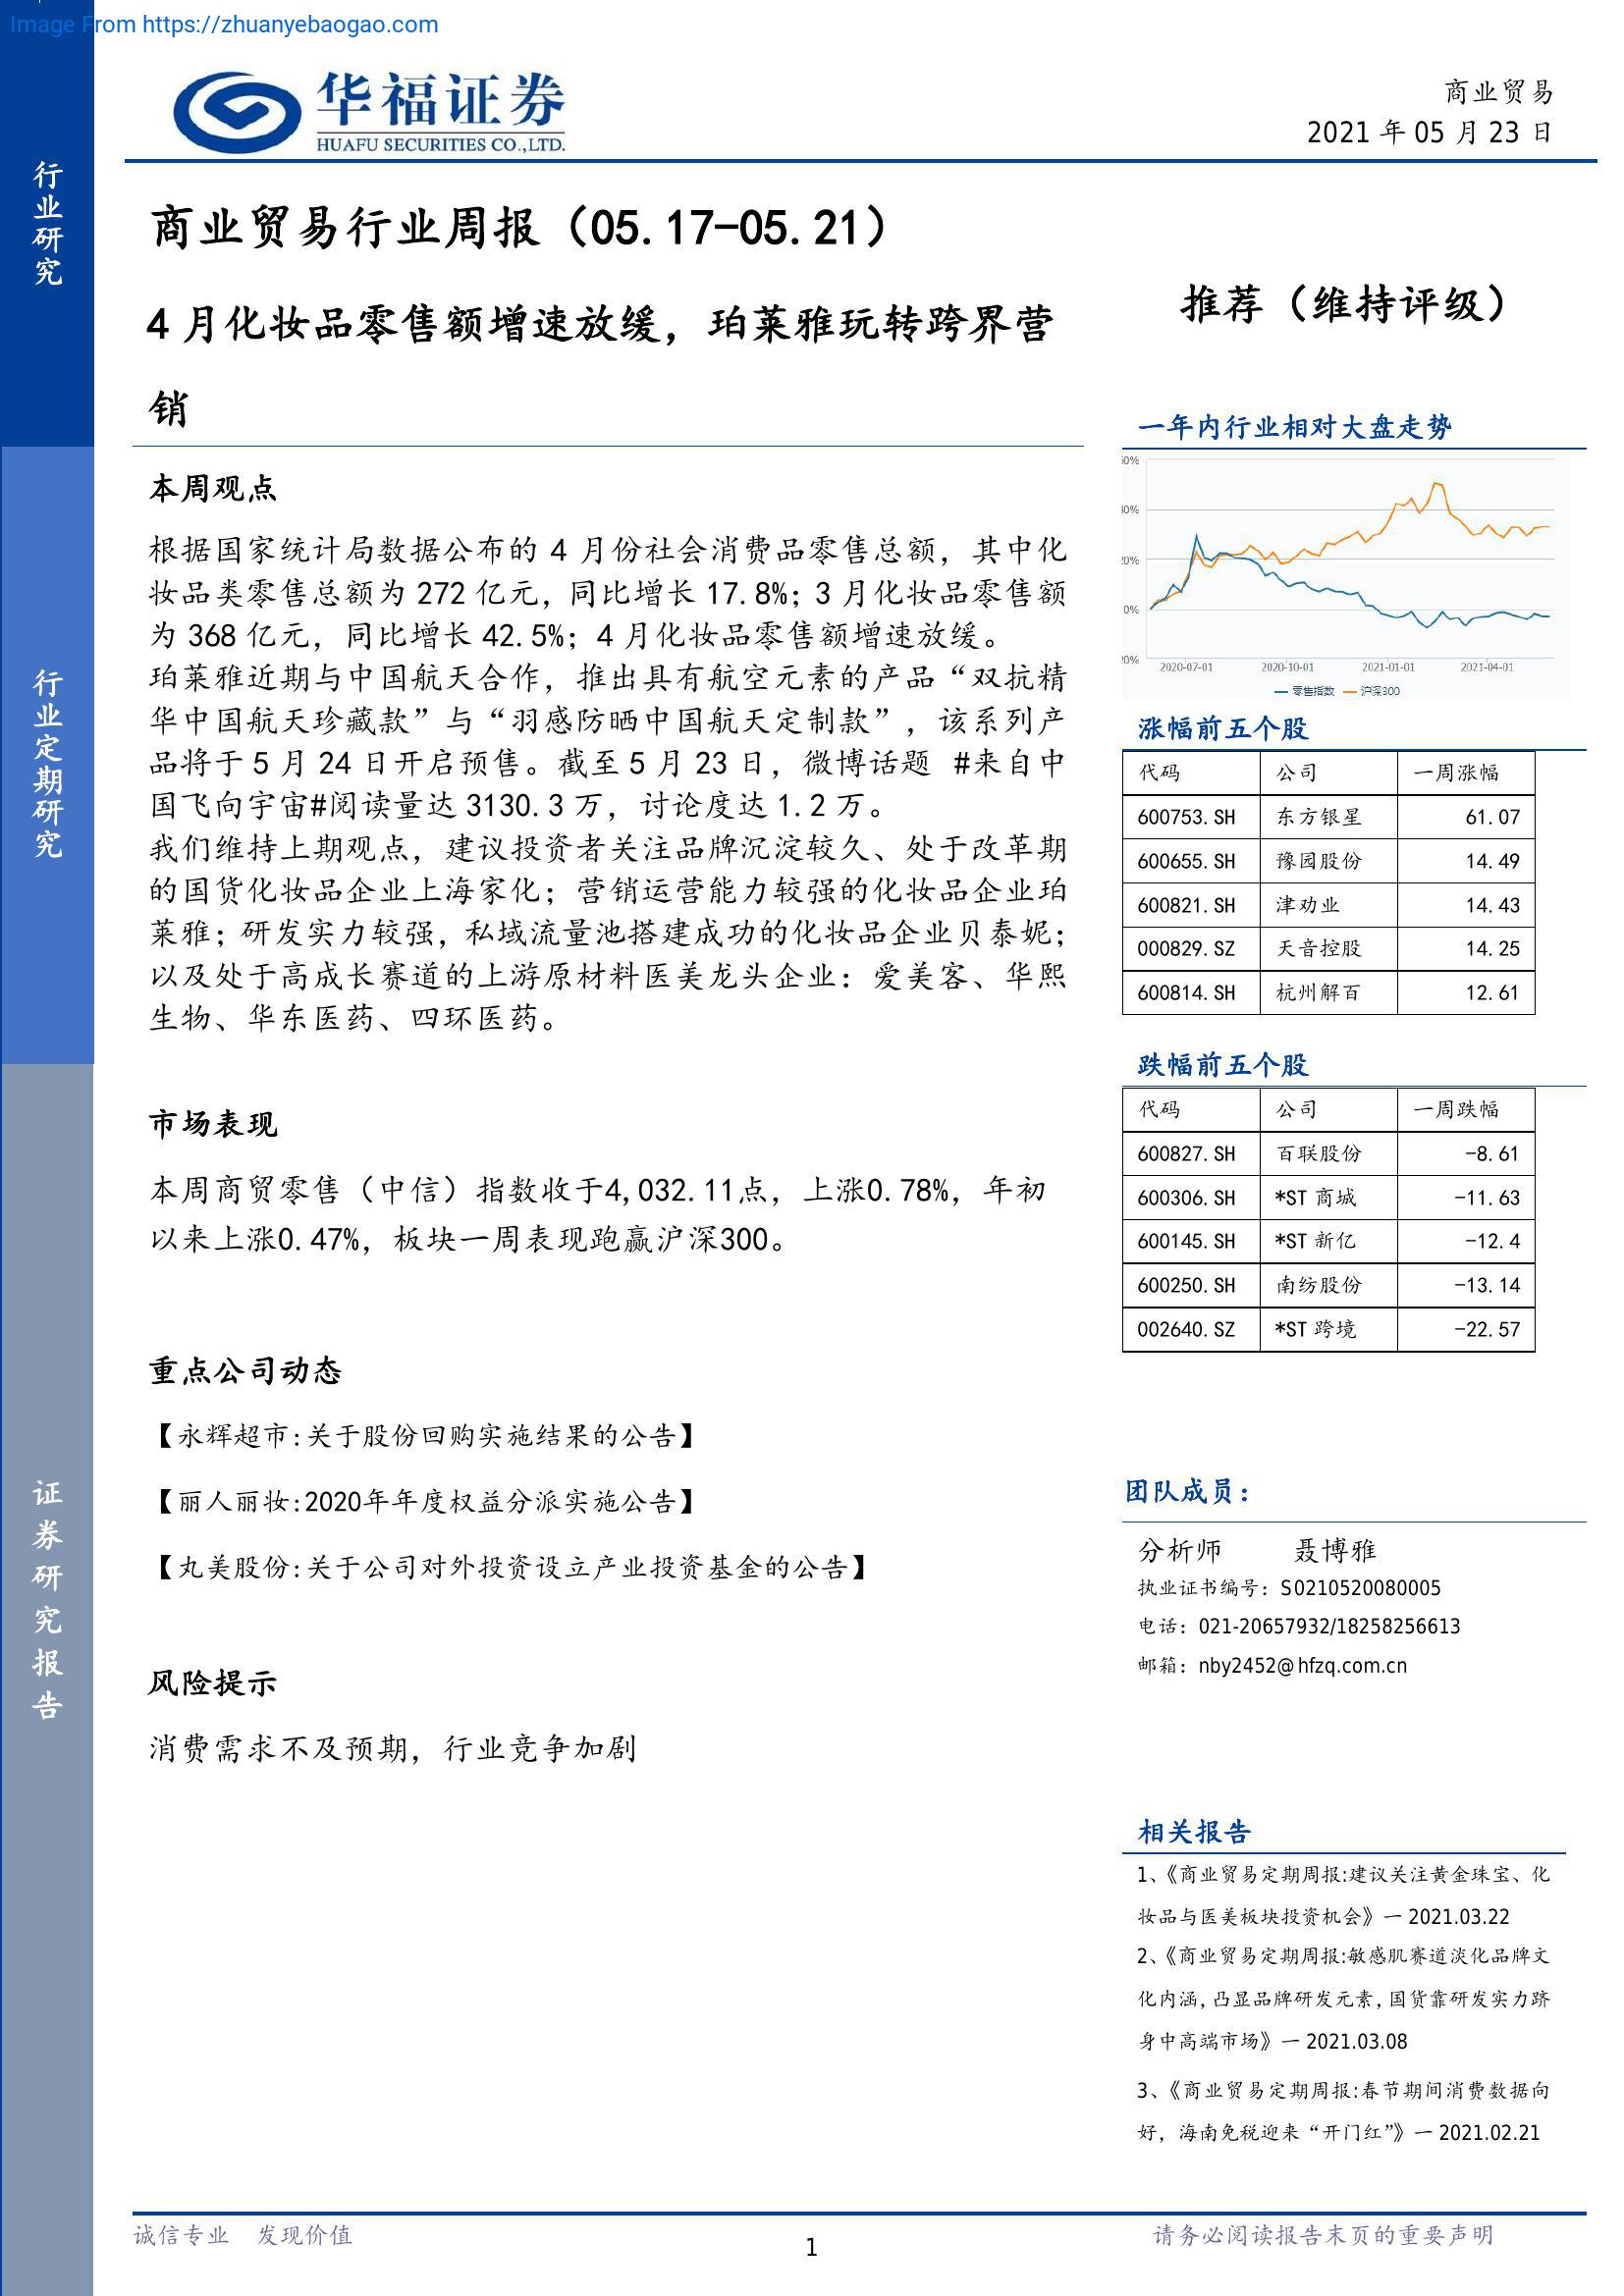 Image From https://zhuanyebaogao.com
华福证券
HUAFU SECURITIES CO.,LTD.
商业贸易
2021 年 05 月 23 日
行业研究
行业定期研究
证券研究报告
商业贸易行业周报（05.17-05.21）
4 月化妆品零售额增速放缓，珀莱雅玩转跨界营
销
推荐（维持评级）
本周观点
根据国家统计局数据公布的 4 月份社会消费品零售总额，其中化
妆品类零售总额为 272 亿元，同比增长 17.8%；3 月化妆品零售额
为 368 亿元，同比增长 42.5%；4 月化妆品零售额增速放缓。
珀莱雅近期与中国航天合作，推出具有航空元素的产品“双抗精
华中国航天珍藏款”与“羽感防晒中国航天定制款”，该系列产
品将于 5 月 24 日开启预售。截至 5 月 23 日，微博话题 #来自中
国飞向宇宙#阅读量达 3130.3 万，讨论度达 1.2 万。
我们维持上期观点，建议投资者关注品牌沉淀较久、处于改革期
的国货化妆品企业上海家化；营销运营能力较强的化妆品企业珀
莱雅；研发实力较强，私域流量池搭建成功的化妆品企业贝泰妮；
以及处于高成长赛道的上游原材料医美龙头企业：爱美客、华熙
生物、华东医药、四环医药。
市场表现
本周商贸零售（中信）指数收于4,032.11点，上涨0.78%，年初
以来上涨0.47%，板块一周表现跑赢沪深300。
重点公司动态
【永辉超市:关于股份回购实施结果的公告】
【丽人丽妆:2020年年度权益分派实施公告】
【丸美股份:关于公司对外投资设立产业投资基金的公告】
风险提示
消费需求不及预期，行业竞争加剧
一年内行业相对大盘走势
0%
0%
20%
0%
0%
2020-07-01 2020-10-01 2021-01-01 2021-04-01
零售指数 沪深300
涨幅前五个股
代码 公司 一周涨幅
600753.SH 东方银星 61.07
600655.SH 豫园股份 14.49
600821.SH 津劝业 14.43
000829.SZ 天音控股 14.25
600814.SH 杭州解百 12.61
跌幅前五个股
代码 公司 一周跌幅
600827.SH 百联股份 -8.61
600306.SH *ST 商城 -11.63
600145.SH *ST 新亿 -12.4
600250.SH 南纺股份 -13.14
002640.SZ *ST 跨境 -22.57
团队成员：
分析师 聂博雅
执业证书编号：S0210520080005
电话：021-20657932/18258256613
邮箱：nby2452@hfzq.com.cn
相关报告
1、《商业贸易定期周报:建议关注黄金珠宝、化
妆品与医美板块投资机会》一 2021.03.22
2、《商业贸易定期周报:敏感肌赛道淡化品牌文
化内涵，凸显品牌研发元素，国货靠研发实力跻
身中高端市场》一 2021.03.08
3、《商业贸易定期周报:春节期间消费数据向
好，海南免税迎来“开门红”》一 2021.02.21
诚信专业 发现价值
1
请务必阅读报告末页的重要声明